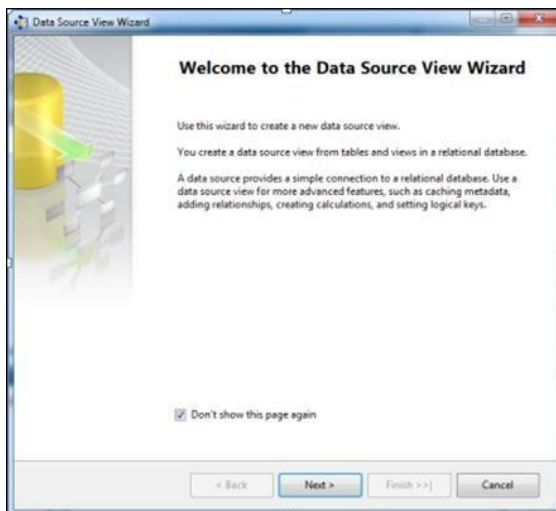 Data Source View Wizard
Welcome to the Data Source View Wizard
Use this wizard to create a new data source view.
You create a data source view from tables and views in a relational database.
A data source provides a simple connection to a relational database. Use a
data source view for more advanced features, such as caching metadata,
adding relationships, creating calculations, and setting logical keys.
Don't show this page again
< Back
Next >
Finish >>|
Cancel